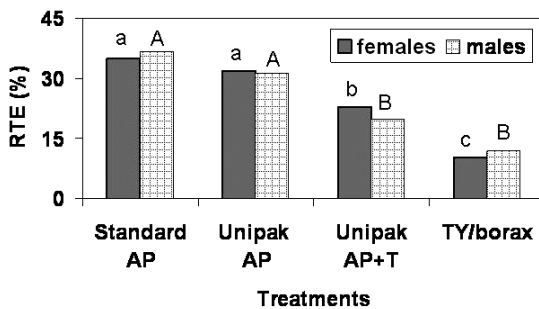 45
30
15
0
RTE (%)
a A
a A
b B
c B
females males
Standard AP
Unipak AP
Unipak AP+T
TY/borax
Treatments